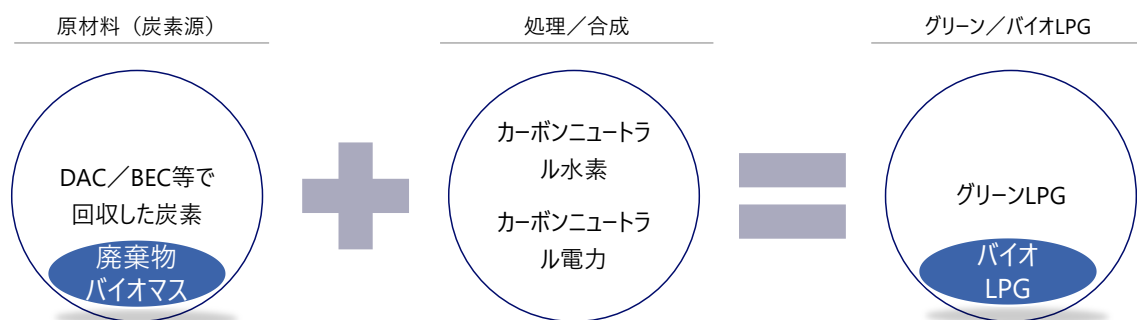 原材料（炭素源）
処理／合成
グリーン／バイオLPG
DAC／BEC等で
回収した炭素
廃棄物
バイオマス
カーボンニュートラ
ル水素
カーボンニュートラ
ル電力
グリーンLPG
バイオ
LPG